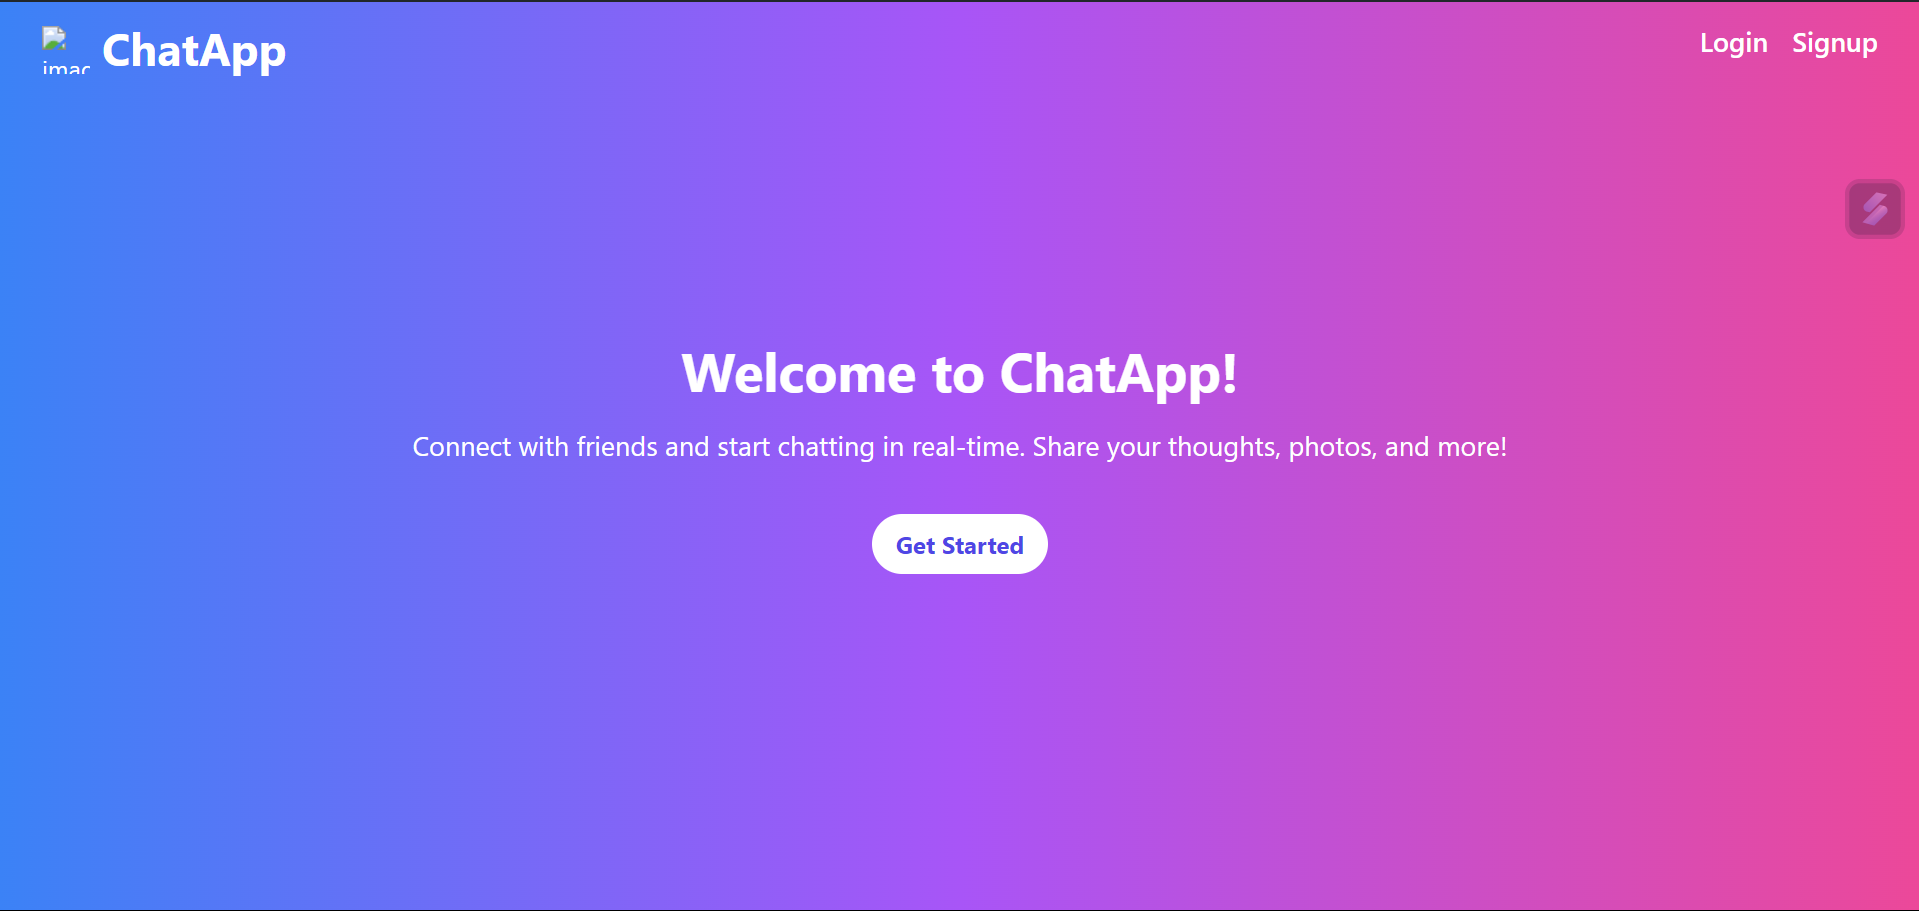 ChatApp
Login Signup
Welcome to ChatApp!
Connect with friends and start chatting in real-time. Share your thoughts, photos, and more!
Get Started